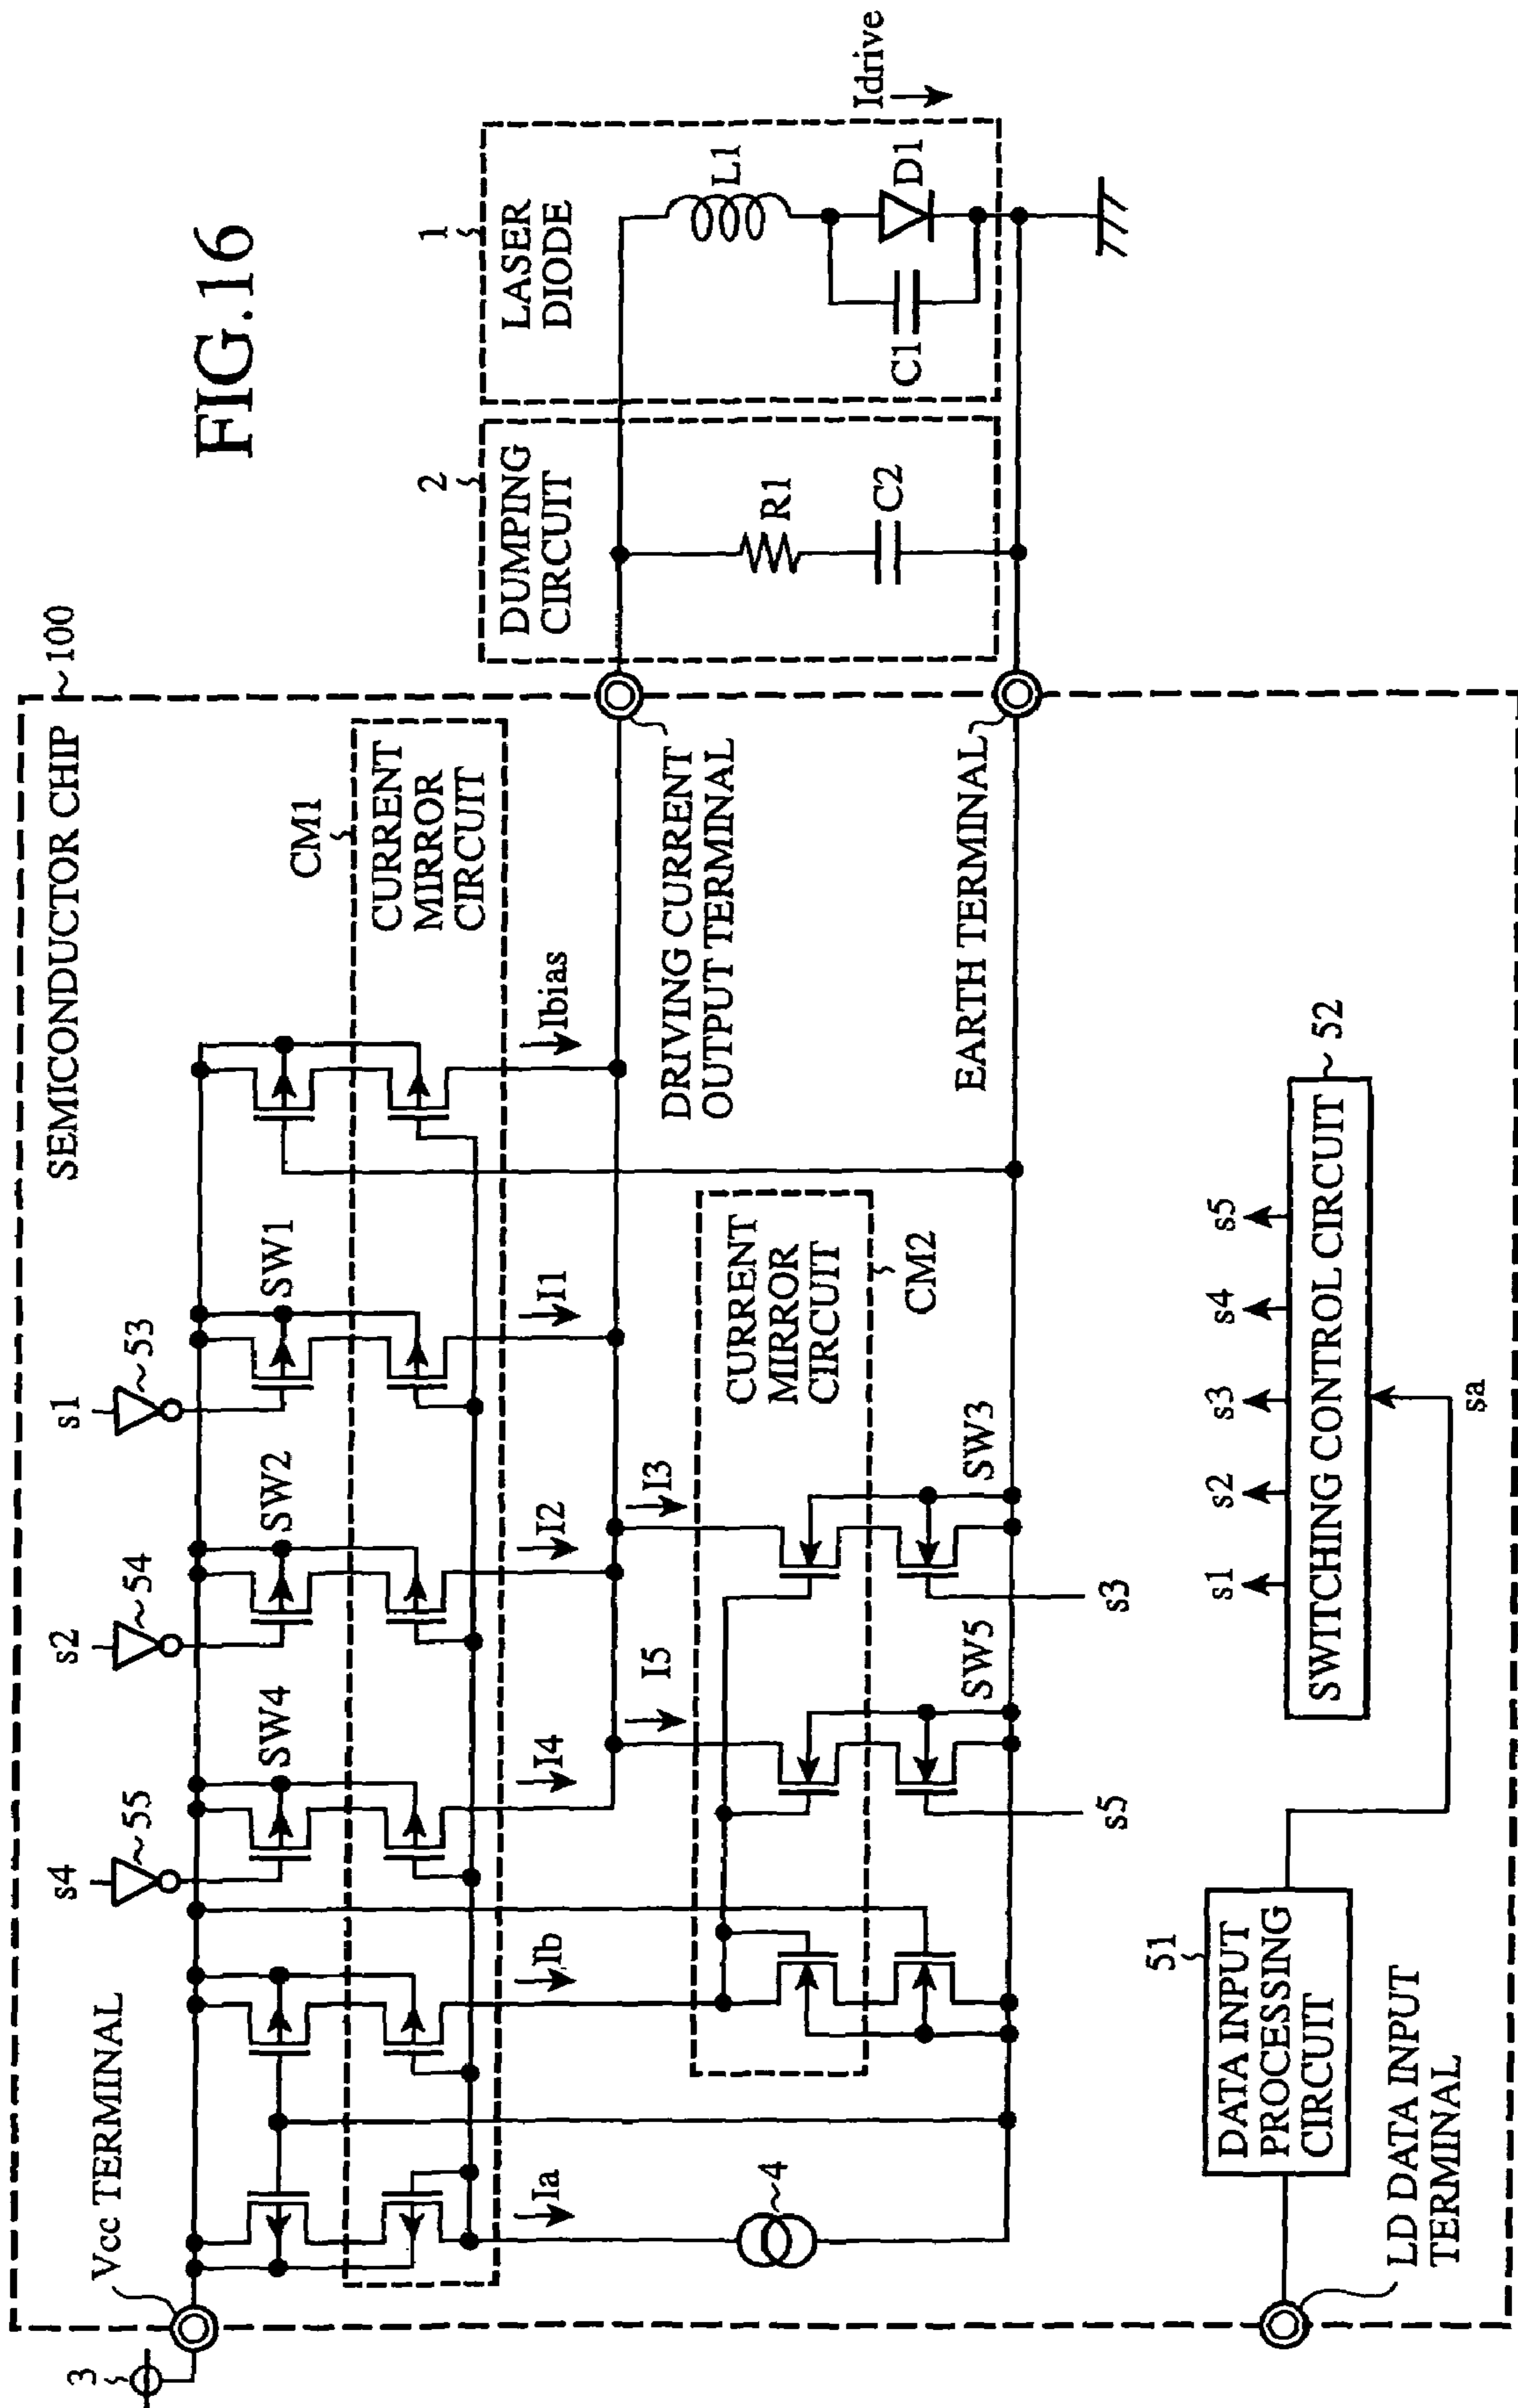 FIG.16
SEMICONDUCTOR CHIP
100
3
Vcc TERMINAL
s4
55
SW4
s2
54
SW2
s1
53
SW1
CM1
CURRENT
MIRROR
CIRCUIT
Ia
Ib
I4
I2
I1
Ibias
I5
I3
DRIVING CURRENT
OUTPUT TERMINAL
CURRENT
MIRROR
CIRCUIT
CM2
4
SW5
SW3
s5
s3
EARTH TERMINAL
2
DUMPING
CIRCUIT
R1
C2
1
LASER
DIODE
L1
C1
D1
Idrive
51
DATA INPUT
PROCESSING
CIRCUIT
LD DATA INPUT
TERMINAL
s1
s2
s3
s4
s5
SWITCHING CONTROL CIRCUIT
52
sa